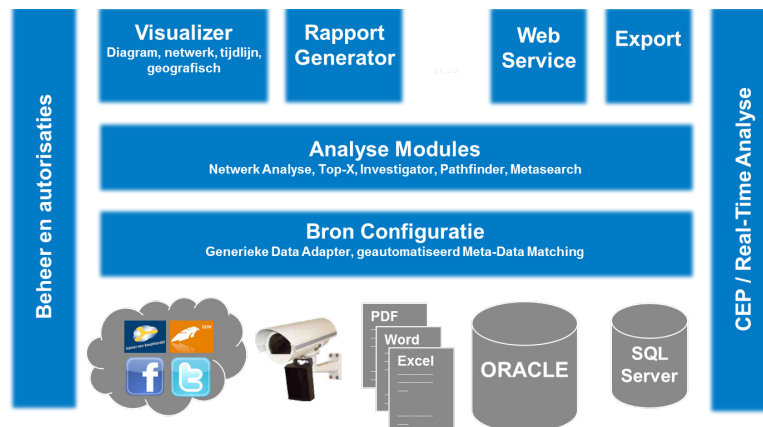 Beheer en autorisaties
Visualizer
Diagram, netwerk, tijdlijn,
geografisch
Rapport
Generator
Web
Service
Export
Analyse Modules
Netwerk Analyse, Top-X, Investigator, Pathfinder, Metasearch
Bron Configuratie
Generieke Data Adapter, geautomatiseerd Meta-Data Matching
RDW
f
t
PDF
Word
Excel
ORACLE
SQL
Server
CEP / Real-Time Analyse